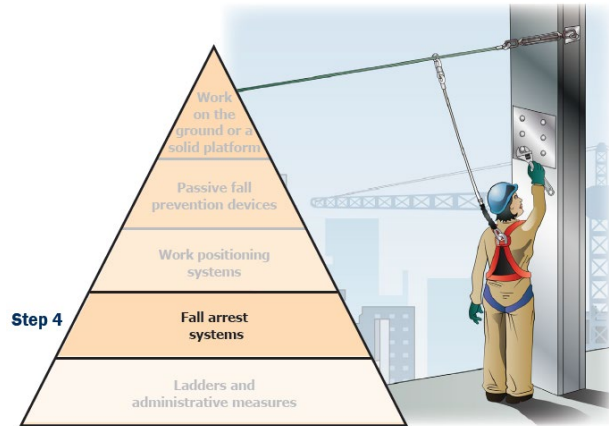 Work
on the
ground or a
solid platform
Passive fall
prevention devices
Work positioning
systems
Step 4
Fall arrest
systems
Ladders and
administrative measures